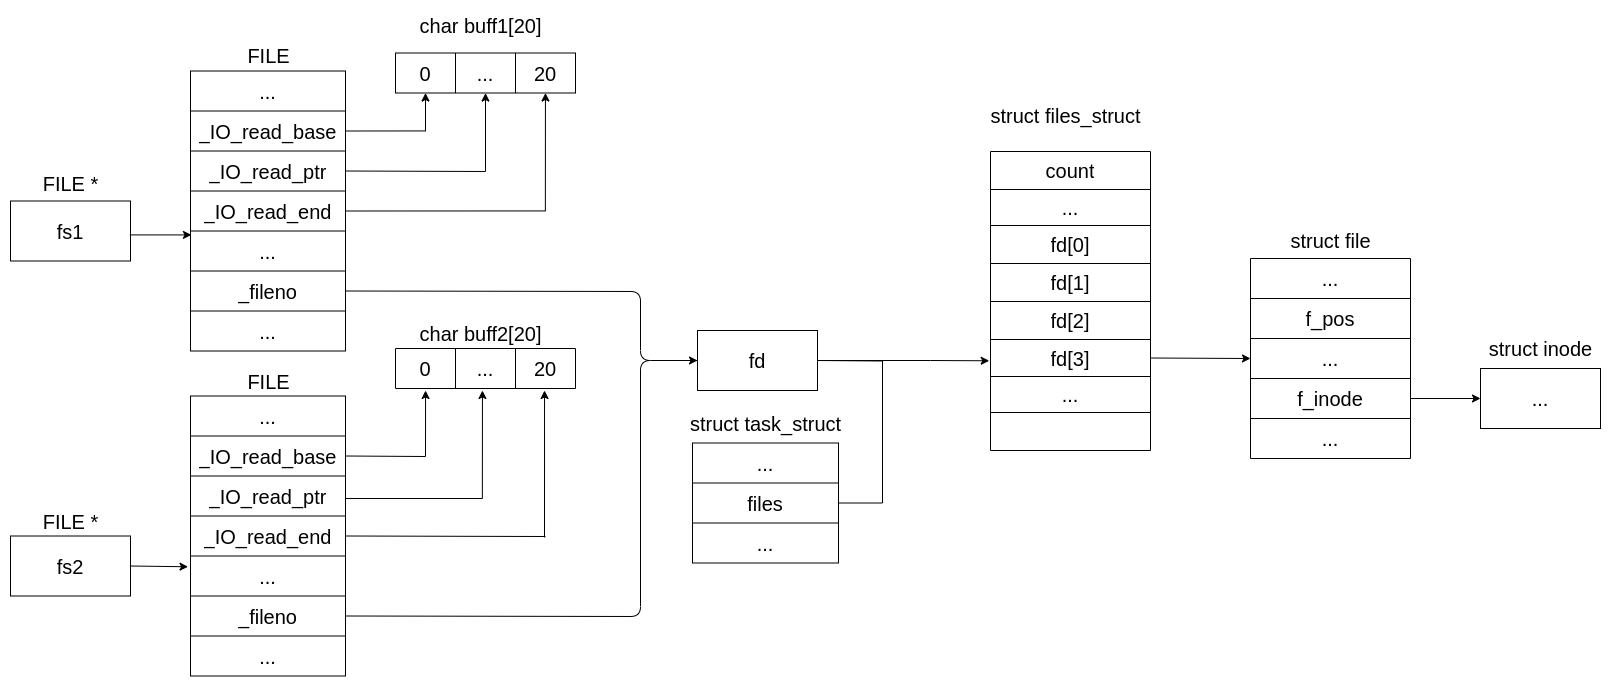 char buff1[20]
0
...
20
FILE
...
_IO_read_base
_IO_read_ptr
_IO_read_end
...
_fileno
...
FILE *
fs1
char buff2[20]
0
...
20
FILE
...
_IO_read_base
_IO_read_ptr
_IO_read_end
...
_fileno
...
FILE *
fs2
fd
struct task_struct
...
files
...
struct files_struct
count
...
fd[0]
fd[1]
fd[2]
fd[3]
...
struct file
...
f_pos
...
f_inode
...
struct inode
...